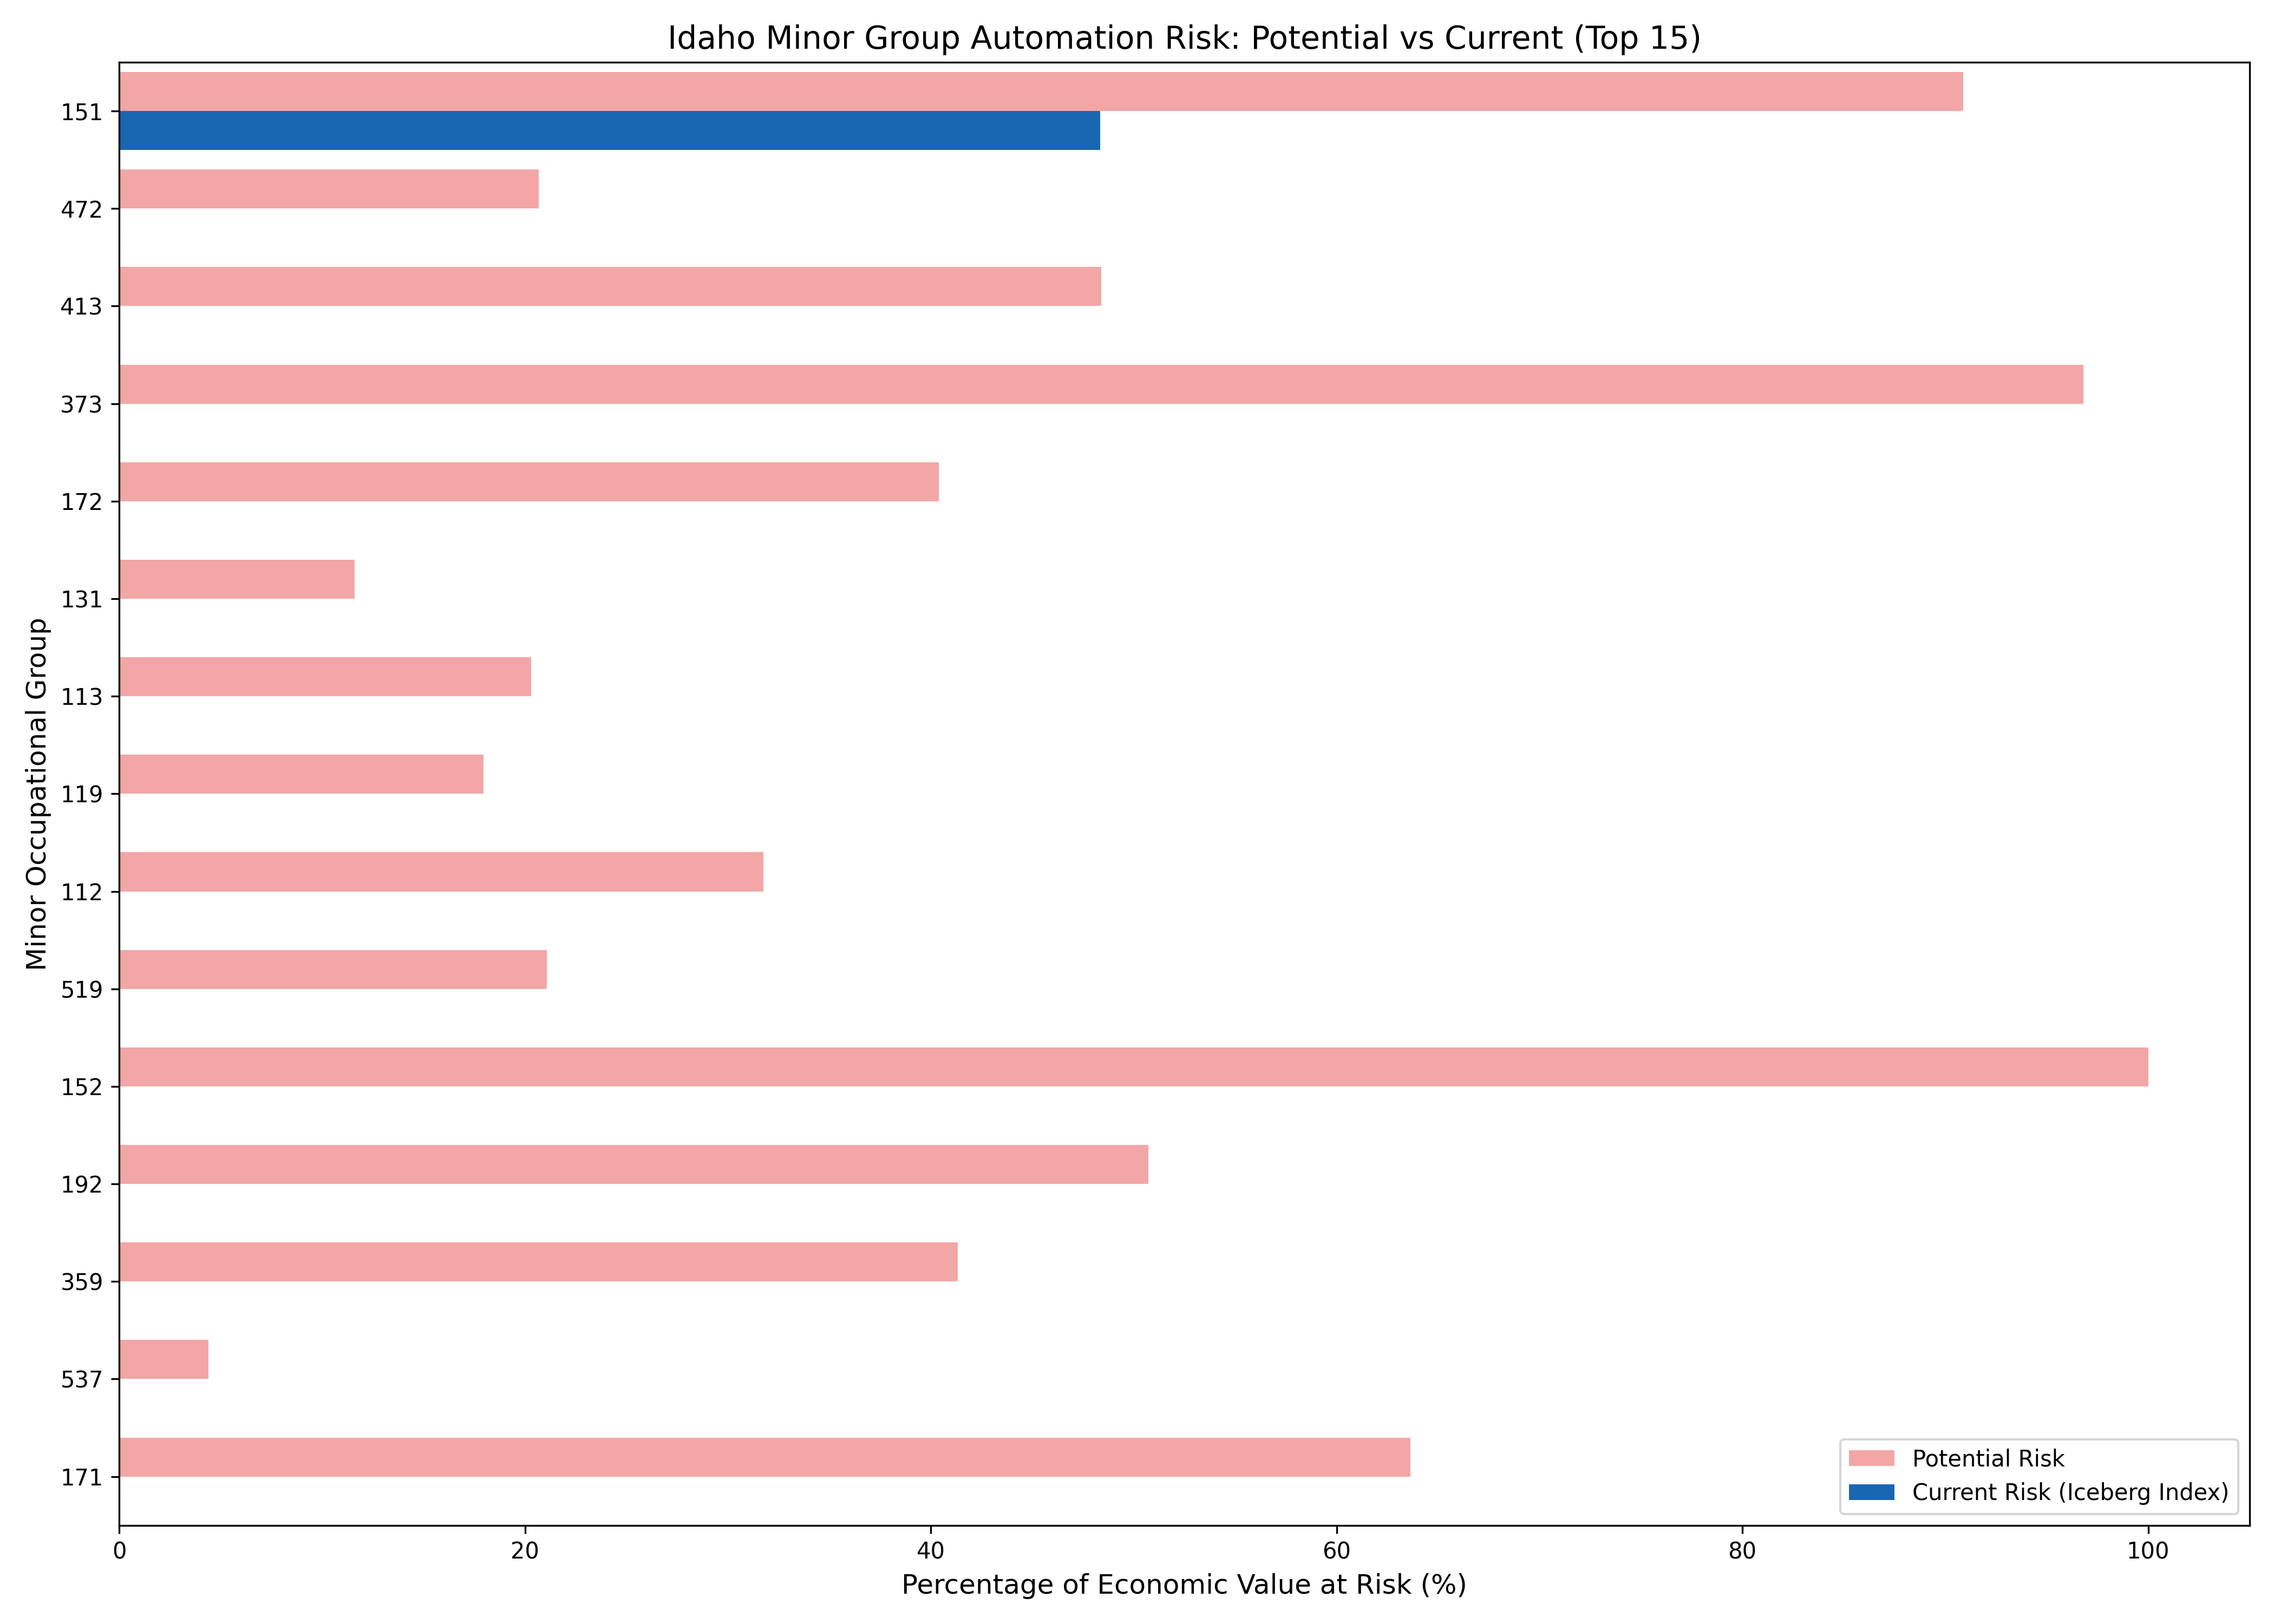 Idaho Minor Group Automation Risk: Potential vs Current (Top 15)
Minor Occupational Group
151
472
413
373
172
131
113
119
112
519
152
192
359
537
171
0 20 40 60 80 100
Percentage of Economic Value at Risk (%)
Potential Risk
Current Risk (Iceberg Index)